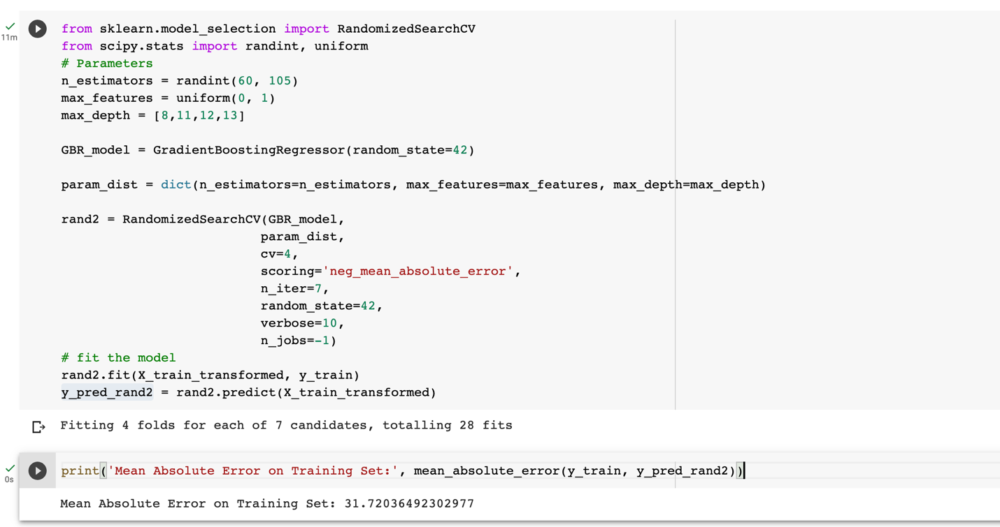 11m
from sklearn.model_selection import RandomizedSearchCV
from scipy.stats import randint, uniform
# Parameters
n_estimators = randint(60, 105)
max_features = uniform(0, 1)
max_depth = [8,11,12,13]
GBR_model = GradientBoostingRegressor(random_state=42)
param_dist = dict(n_estimators=n_estimators, max_features=max_features, max_depth=max_depth)
rand2 = RandomizedSearchCV(GBR_model,
param_dist,
cv=4,
scoring='neg_mean_absolute_error',
n_iter=7,
random_state=42,
verbose=10,
n_jobs=-1)
# fit the model
rand2.fit(X_train_transformed, y_train)
y_pred_rand2 = rand2.predict(X_train_transformed)
Fitting 4 folds for each of 7 candidates, totalling 28 fits
0s
print('Mean Absolute Error on Training Set:', mean_absolute_error(y_train, y_pred_rand2))
Mean Absolute Error on Training Set: 31.72036492302977